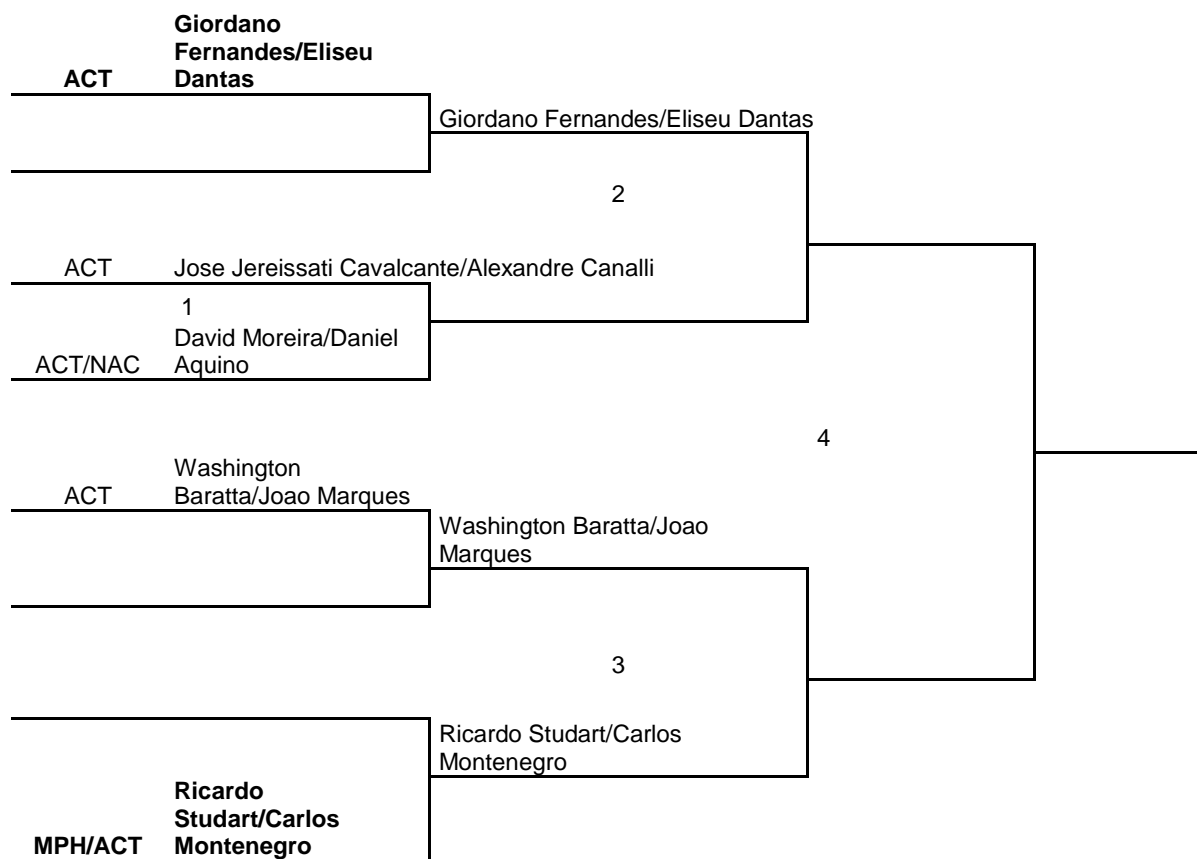 Giordano
Fernandes/Eliseu
ACT Dantas
Giordano Fernandes/Eliseu Dantas
2
ACT Jose Jereissati Cavalcante/Alexandre Canalli
1
David Moreira/Daniel
ACT/NAC Aquino
4
Washington
ACT Baratta/Joao Marques
Washington Baratta/Joao
Marques
3
Ricardo Studart/Carlos
Montenegro
Ricardo
Studart/Carlos
MPH/ACT Montenegro